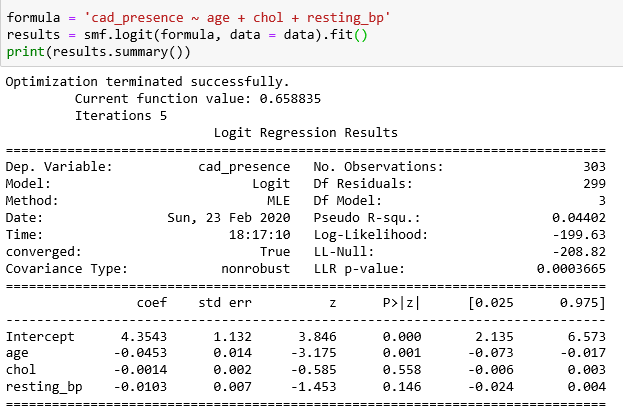 formula = 'cad_presence ~ age + chol + resting_bp'
results = smf.logit(formula, data = data).fit()
print(results.summary())
Optimization terminated successfully.
         Current function value: 0.658835
         Iterations 5
                           Logit Regression Results
==============================================================================
Dep. Variable:           cad_presence   No. Observations:                  303
Model:                          Logit   Df Residuals:                      299
Method:                           MLE   Df Model:                            3
Date:                Sun, 23 Feb 2020   Pseudo R-squ.:                 0.04402
Time:                        18:17:10   Log-Likelihood:                -199.63
converged:                       True   LL-Null:                       -208.82
Covariance Type:            nonrobust   LLR p-value:                 0.0003665
==============================================================================
                 coef    std err          z      P>|z|      [0.025      0.975]
------------------------------------------------------------------------------
Intercept      4.3543      1.132      3.846      0.000       2.135       6.573
age           -0.0453      0.014     -3.175      0.001      -0.073      -0.017
chol          -0.0014      0.002     -0.585      0.558      -0.006       0.003
resting_bp    -0.0103      0.007     -1.453      0.146      -0.024       0.004
==============================================================================